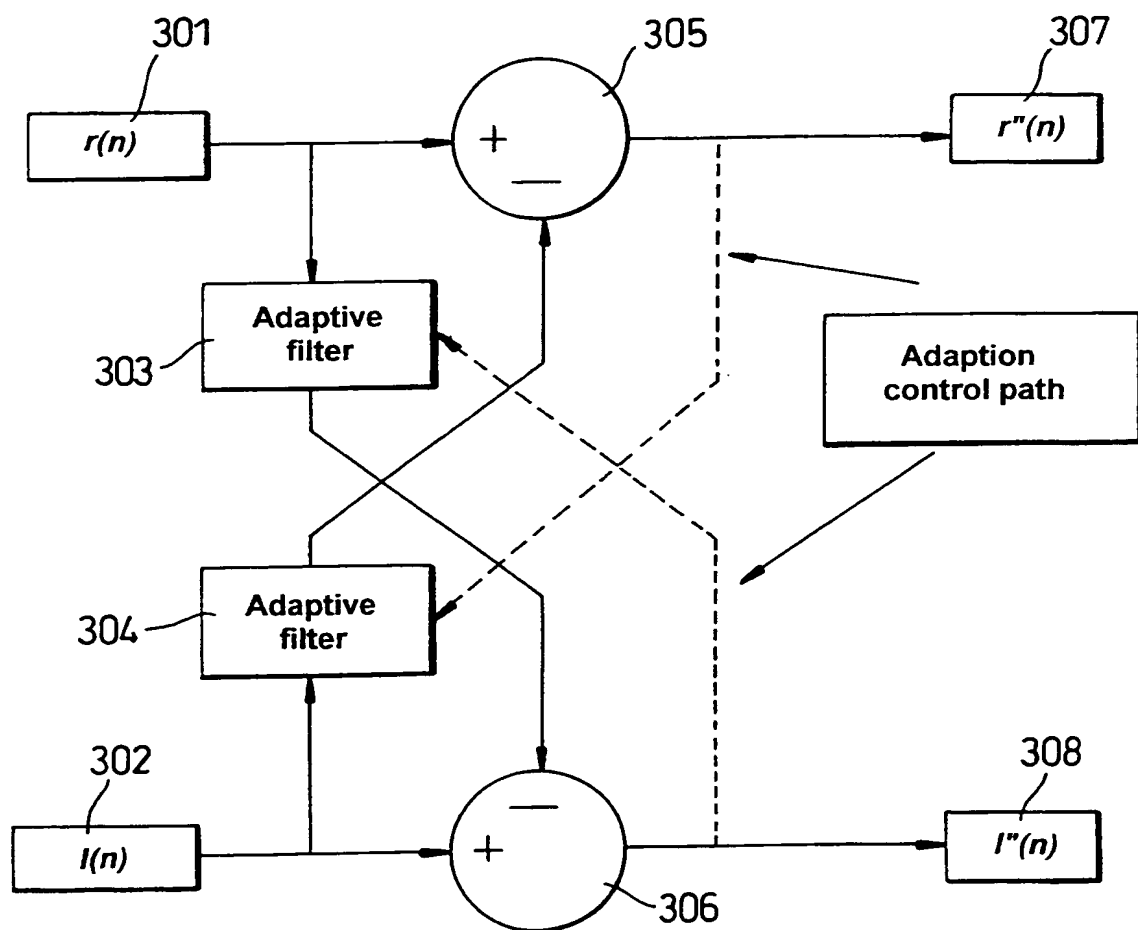 301
305
307
r(n)
+
—
r"(n)
Adaptive
filter
303
Adaption
control path
Adaptive
filter
304
302
308
l(n)
+
—
l"(n)
306